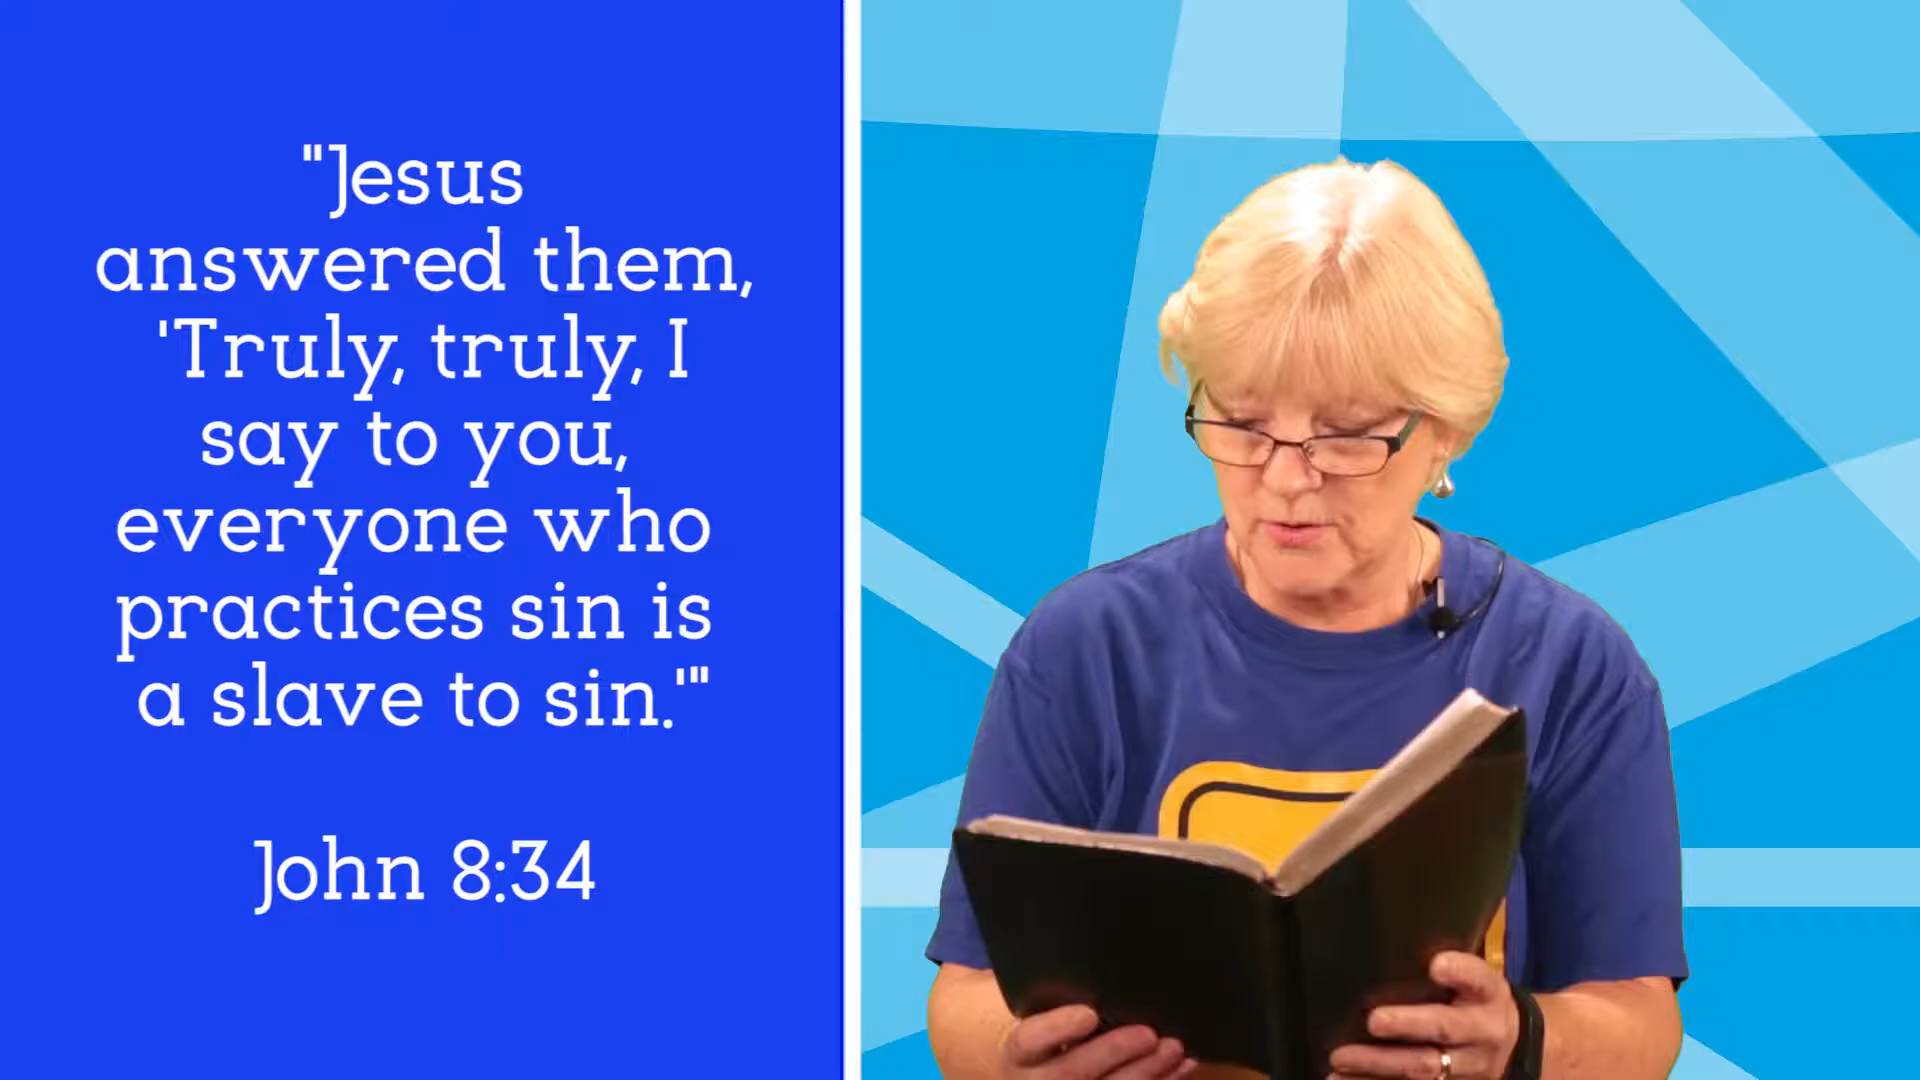 "Jesus
answered them,
'Truly, truly, I
say to you,
everyone who
practices sin is
a slave to sin.'"
John 8:34